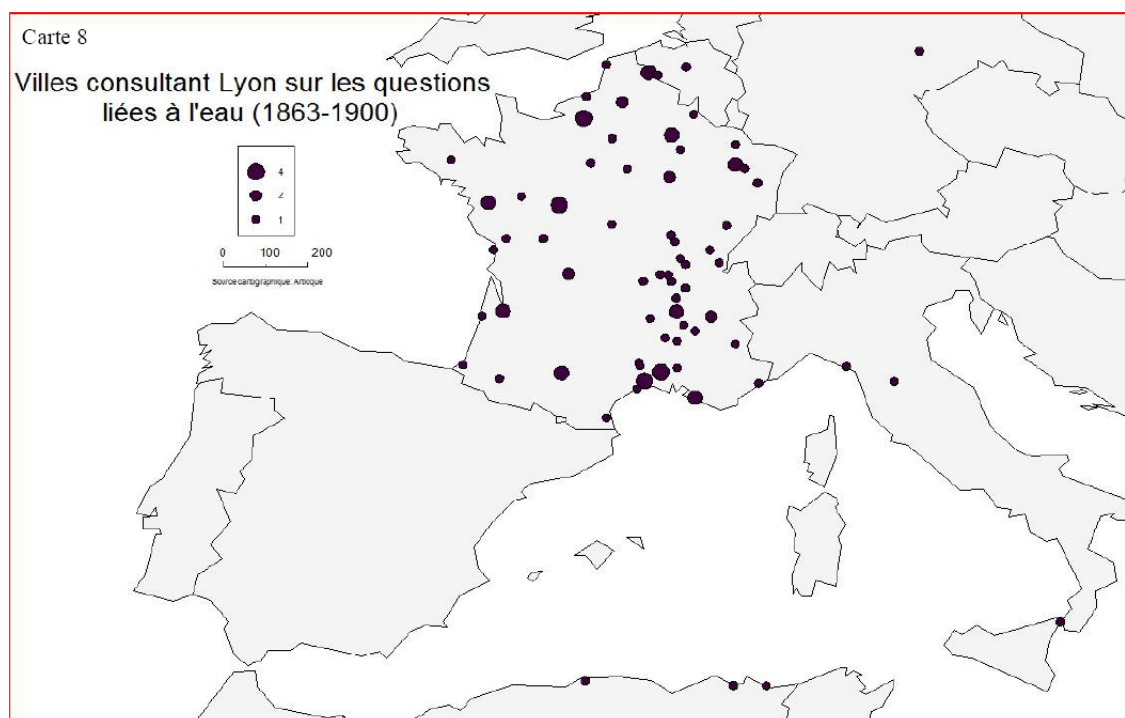 Carte 8
Villes consultant Lyon sur les questions
liées à l'eau (1863-1900)
4
2
1
0 100 200
Source cartographique: Articque